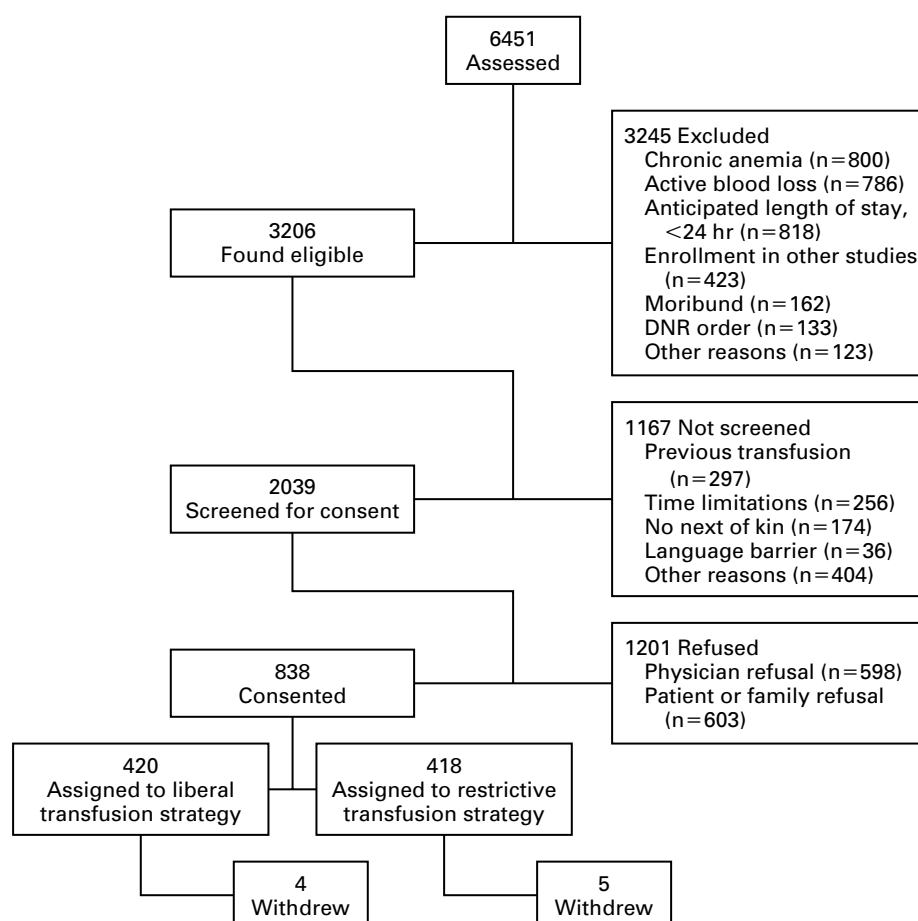 6451
Assessed
3245 Excluded
Chronic anemia (n=800)
Active blood loss (n=786)
Anticipated length of stay,
<24 hr (n=818)
Enrollment in other studies
(n=423)
Moribund (n=162)
DNR order (n=133)
Other reasons (n=123)
3206
Found eligible
1167 Not screened
Previous transfusion
(n=297)
Time limitations (n=256)
No next of kin (n=174)
Language barrier (n=36)
Other reasons (n=404)
2039
Screened for consent
1201 Refused
Physician refusal (n=598)
Patient or family refusal
(n=603)
838
Consented
420
Assigned to liberal
transfusion strategy
418
Assigned to restrictive
transfusion strategy
4
Withdrew
5
Withdrew